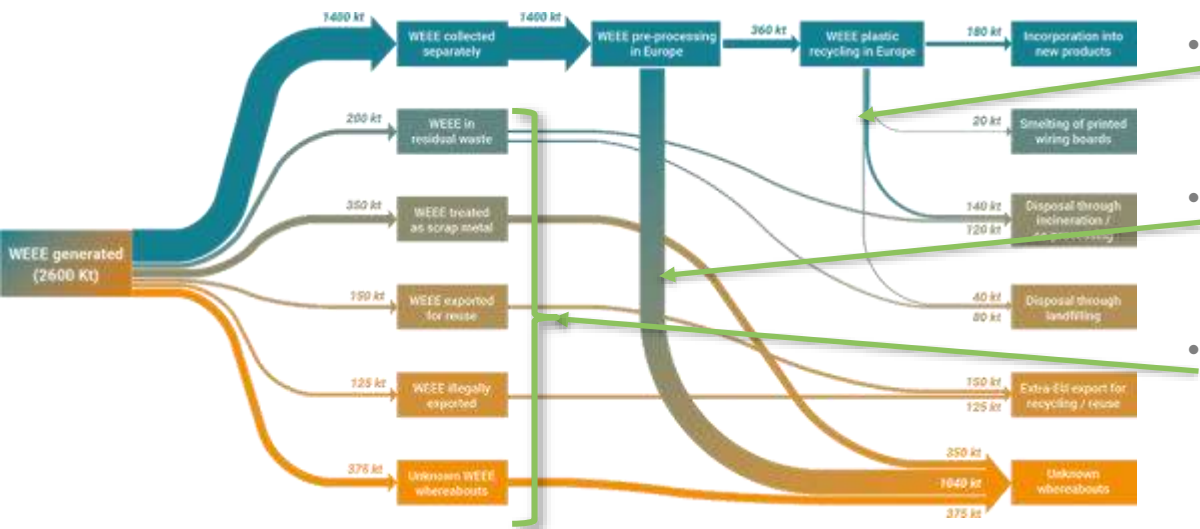 1400 kt
WEEE collected
separately
1400 kt
WEEE pre-processing
in Europe
360 kt
WEEE plastic
recycling in Europe
180 kt
Incorporation into
new products
200 kt
WEEE in
residual waste
20 kt
Smelting of printed
wiring boards
350 kt
WEEE treated
as scrap metal
140 kt
120 kt
Disposal through
incineration /
WEEE generated
(2600 Kt)
150 kt
WEEE exported
for reuse
40 kt
80 kt
Disposal through
landfilling
125 kt
WEEE illegally
exported
150 kt
125 kt
Extra-EU export for
recycling / reuse
375 kt
Unknown WEEE
whereabouts
350 kt
1040 kt
375 kt
Unknown
whereabouts